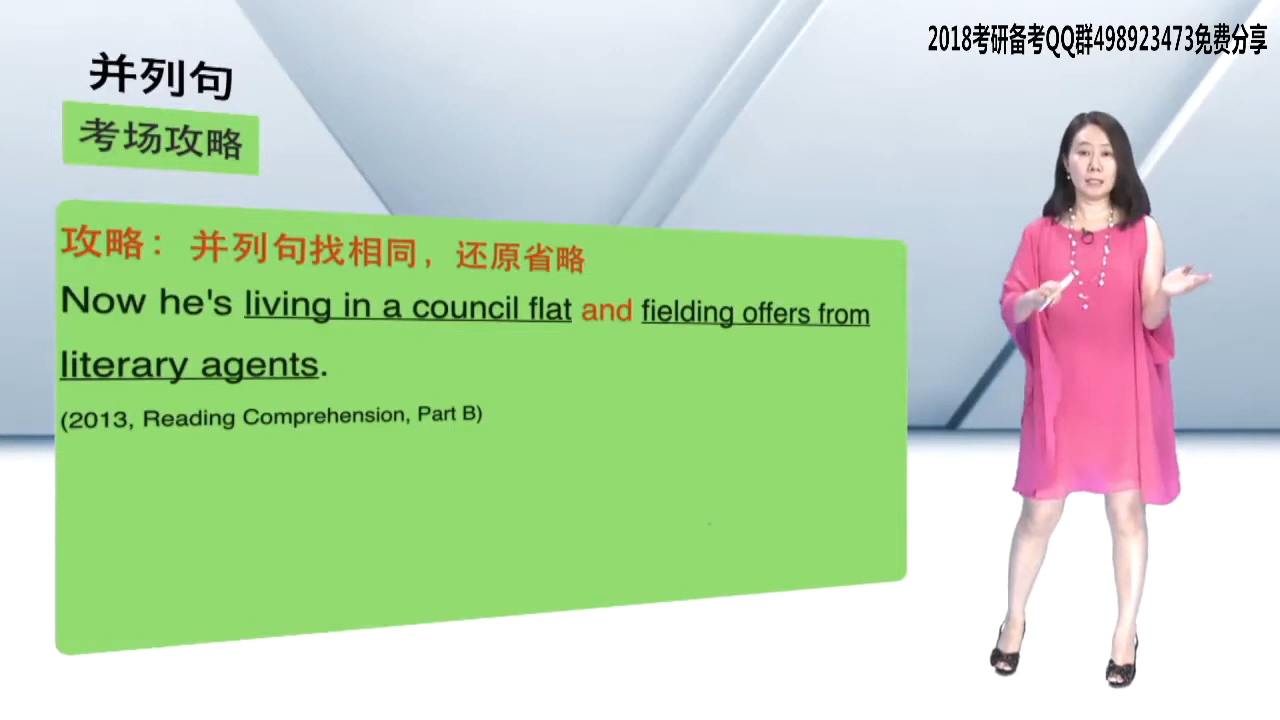 2018考研备考QQ群498923473免费分享
并列句
考场攻略
攻略：并列句找相同，还原省略
Now he's living in a council flat and fielding offers from
literary agents.
(2013, Reading Comprehension, Part B)